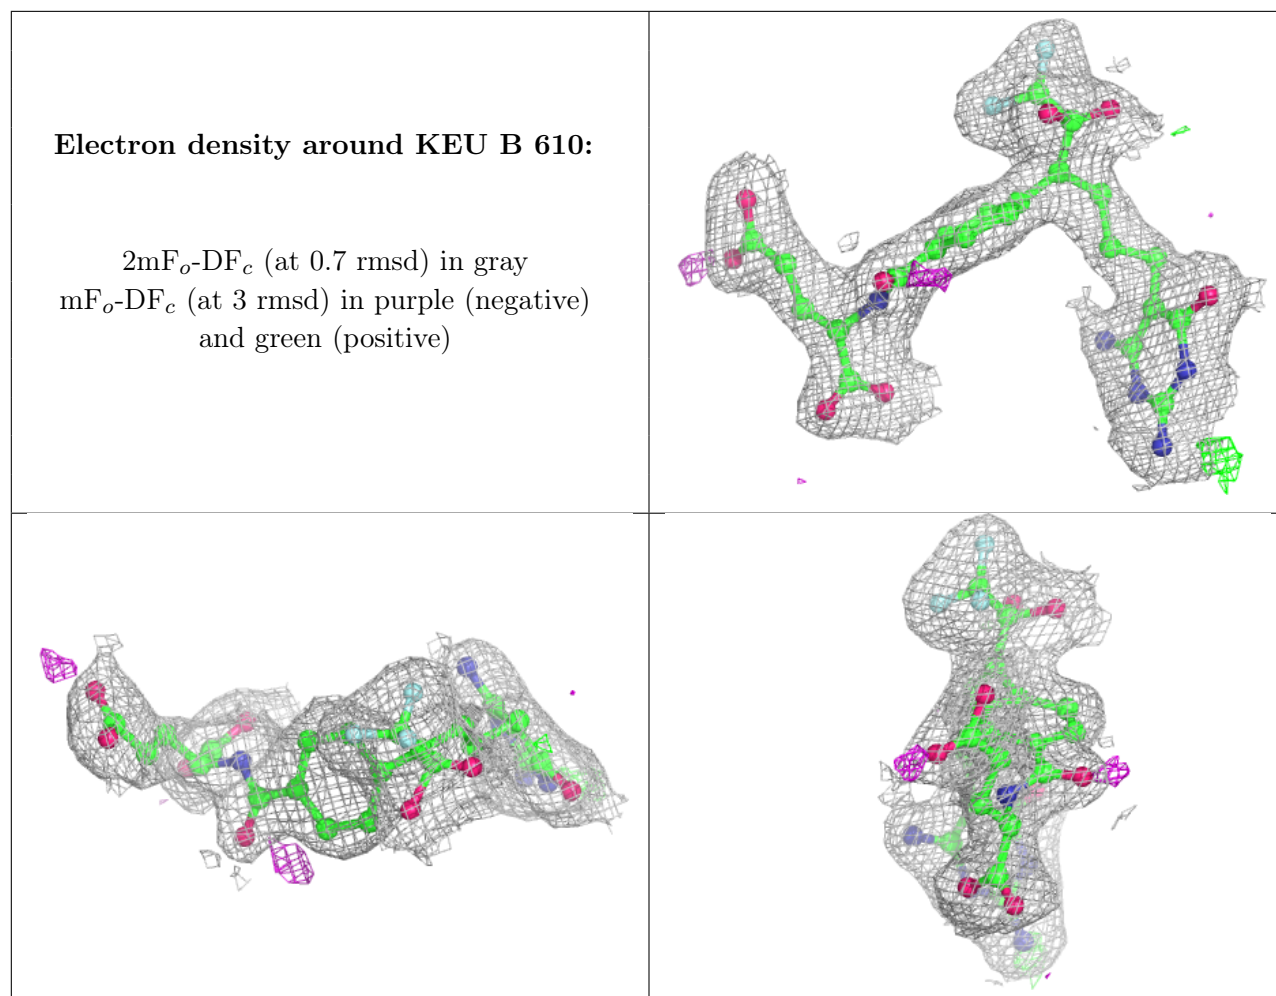 Electron density around KEU B 610:
2mFo-DFc (at 0.7 rmsd) in gray
mFo-DFc (at 3 rmsd) in purple (negative)
and green (positive)